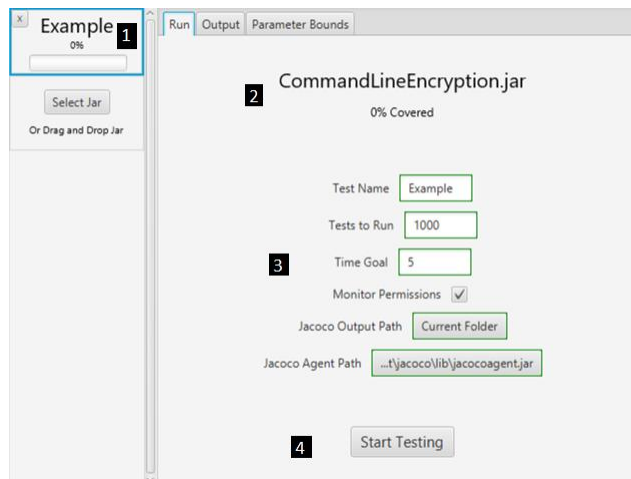 x
Example
1
0%
Select Jar
Or Drag and Drop Jar
Run Output Parameter Bounds
CommandLineEncryption.jar
2
0% Covered
Test Name Example
Tests to Run 1000
3
Time Goal 5
Monitor Permissions
Jacoco Output Path Current Folder
Jacoco Agent Path ...t\jacoco\lib\jacocoagent.jar
4
Start Testing